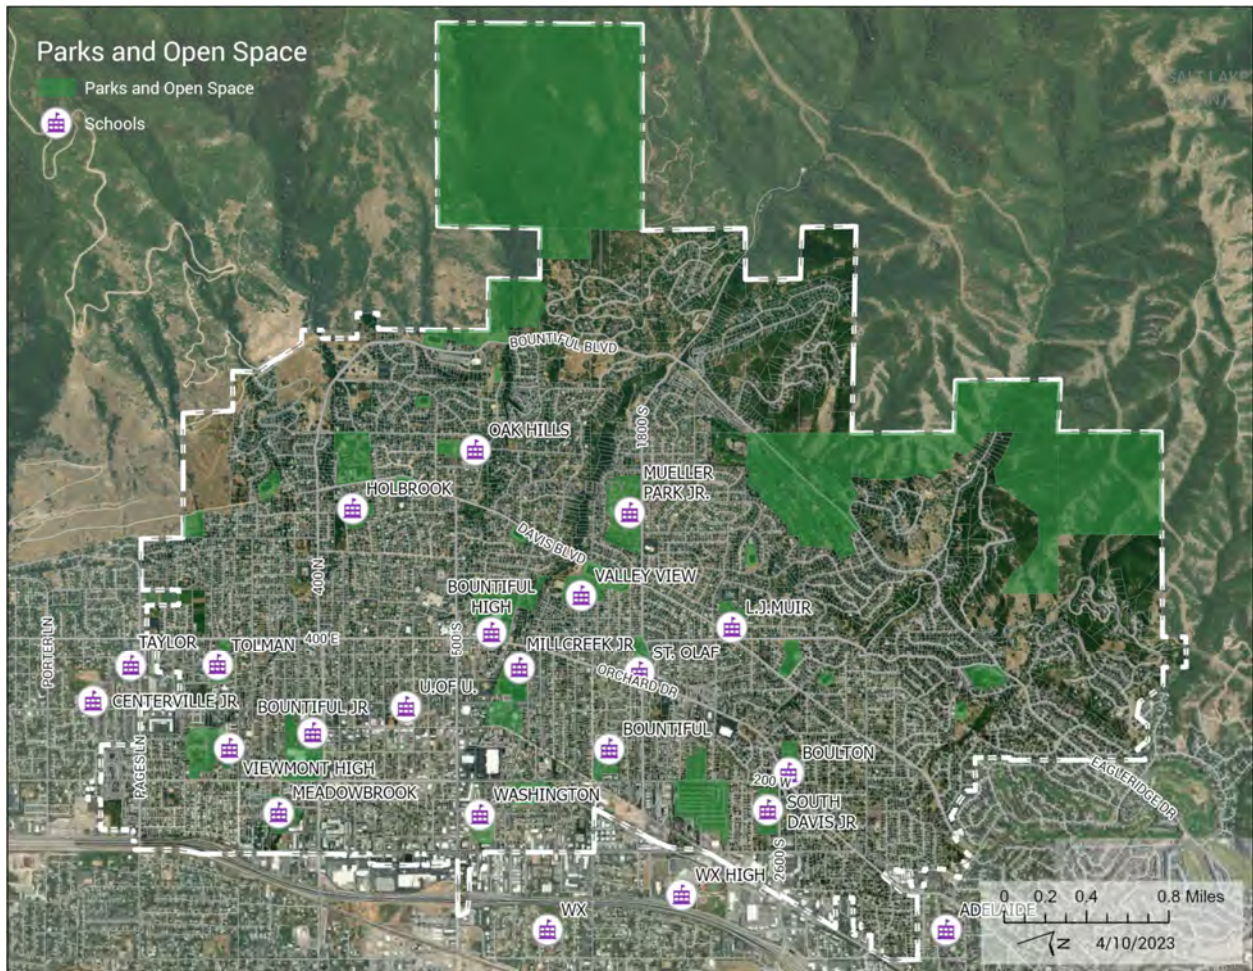 Parks and Open Space
Parks and Open Space
Schools
SALT LAKE
BOUNTIFUL BLVD
OAK HILLS
1800 S
MUELLER
PARK JR.
HOLBROOK
DAVIS BLVD
400 N
VALLEY VIEW
BOUNTIFUL
HIGH
L.J.MUIR
500 S
PORTER LN
TAYLOR
TOLMAN
400 E
MILLCREEK JR
ST. OLAF
ORCHARD DR
CENTERVILLE JR
U.OF U.
BOUNTIFUL JR
BOUNTIFUL
PAGES LN
VIEWMONT HIGH
BOULTON
200 W
EAGLERIDGE DR
MEADOWBROOK
WASHINGTON
SOUTH
DAVIS JR
2600 S
WX HIGH
WX
ADELAIDE
0 0.2 0.4 0.8 Miles
N 4/10/2023